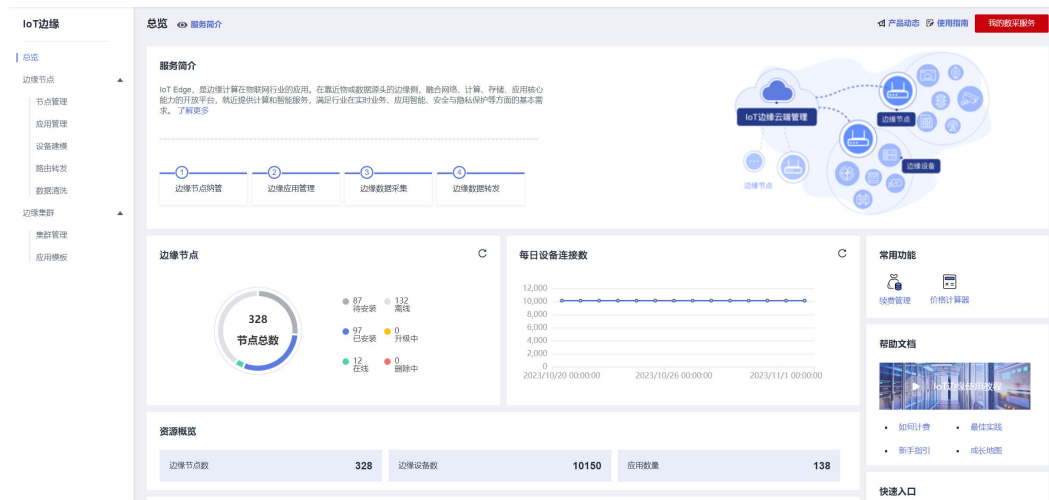 IoT边缘
总览
边缘节点
节点管理
应用管理
设备建模
路由转发
数据清洗
边缘集群
集群管理
应用模板
总览 服务简介
产品动态 使用指南 我的数采服务
服务简介
IoT Edge，是边缘计算在物联网行业的应用。在靠近物或数据源头的边缘侧，融合网络、计算、存储、应用核心
能力的开放平台，就近提供计算和智能服务，满足行业在实时业务、应用智能、安全与隐私保护等方面的基本需
求。 了解更多
1 2 3 4
边缘节点纳管 边缘应用管理 边缘数据采集 边缘数据转发
IoT边缘云端管理
边缘节点
边缘节点
边缘设备
边缘节点
328
节点总数
87 132
待安装 离线
97 0
已安装 升级中
12 0
在线 删除中
每日设备连接数
12,000
10,000
8,000
6,000
4,000
2,000
0
2023/10/20 00:00:00 2023/10/26 00:00:00 2023/11/1 00:00:00
常用功能
续费管理 价格计算器
帮助文档
IoT边缘使用教程
如何计费 最佳实践
新手指引 成长地图
资源概览
边缘节点数 328 边缘设备数 10150 应用数量 138
快速入口